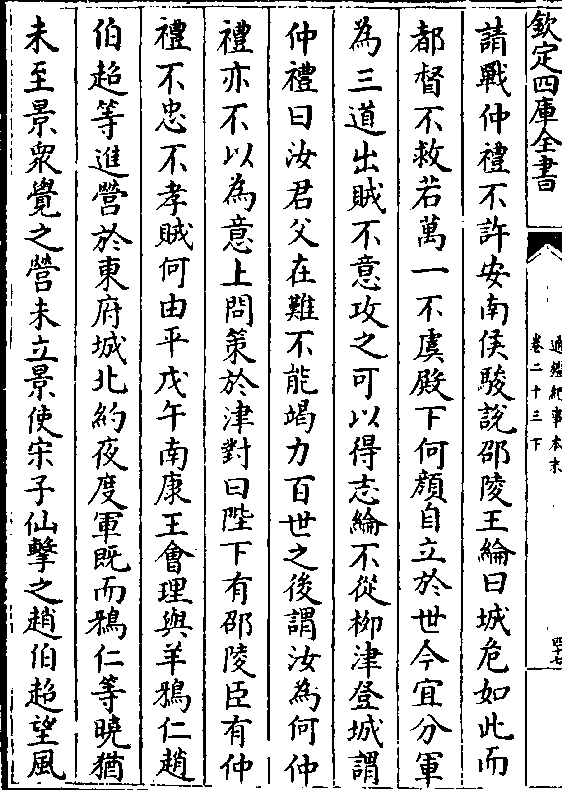 欽定四庫全書
通鑑紀事本末
卷二十三下
四十七
請戰仲禮不許安南侯駿說邵陵王綸曰城危如此而
都督不救若萬一不虞殿下何顔自立於世今宜分軍
為三道出賊不意攻之可以得志綸不從柳津登城謂
仲禮曰汝君父在難不能竭力百世之後謂汝為何仲
禮亦不以為意上問策於津對曰陛下有邵陵臣有仲
禮不忠不孝賊何由平戊午南康王會理與羊鴉仁趙
伯超等進營於東府城北約夜度軍既而鴉仁等曉猶
未至景衆覺之營未立景使宋子仙擊之趙伯超望風